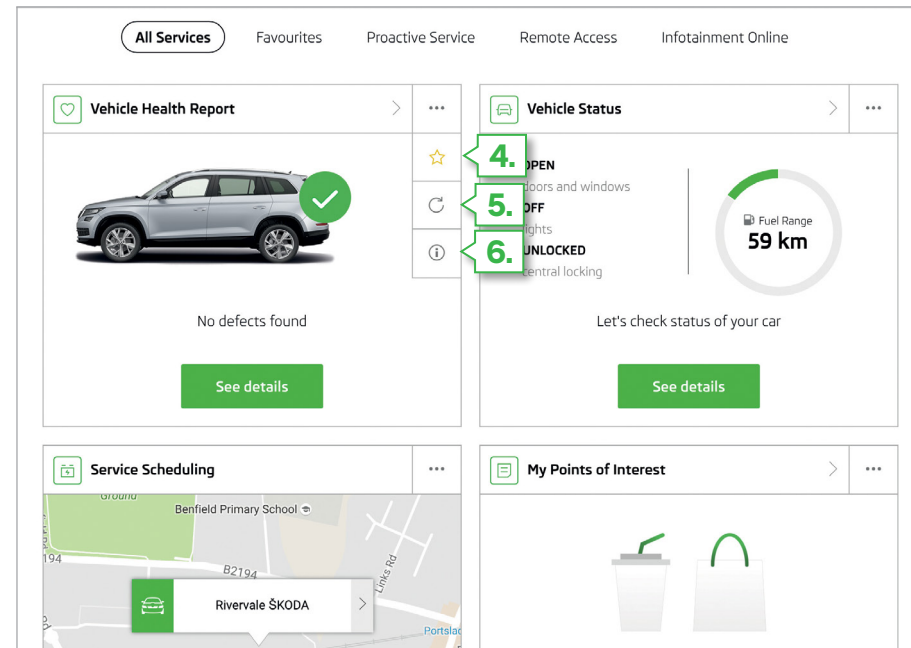 All Services
Favourites
Proactive Service
Remote Access
Infotainment Online
Vehicle Health Report
Vehicle Status
4.
5.
6.
OPEN
doors and windows
OFF
lights
UNLOCKED
central locking
Fuel Range
59 km
No defects found
Let's check status of your car
See details
See details
Service Scheduling
My Points of Interest
Ground
Benfield Primary School
194
B2194
Links Rd
Rivervale ŠKODA